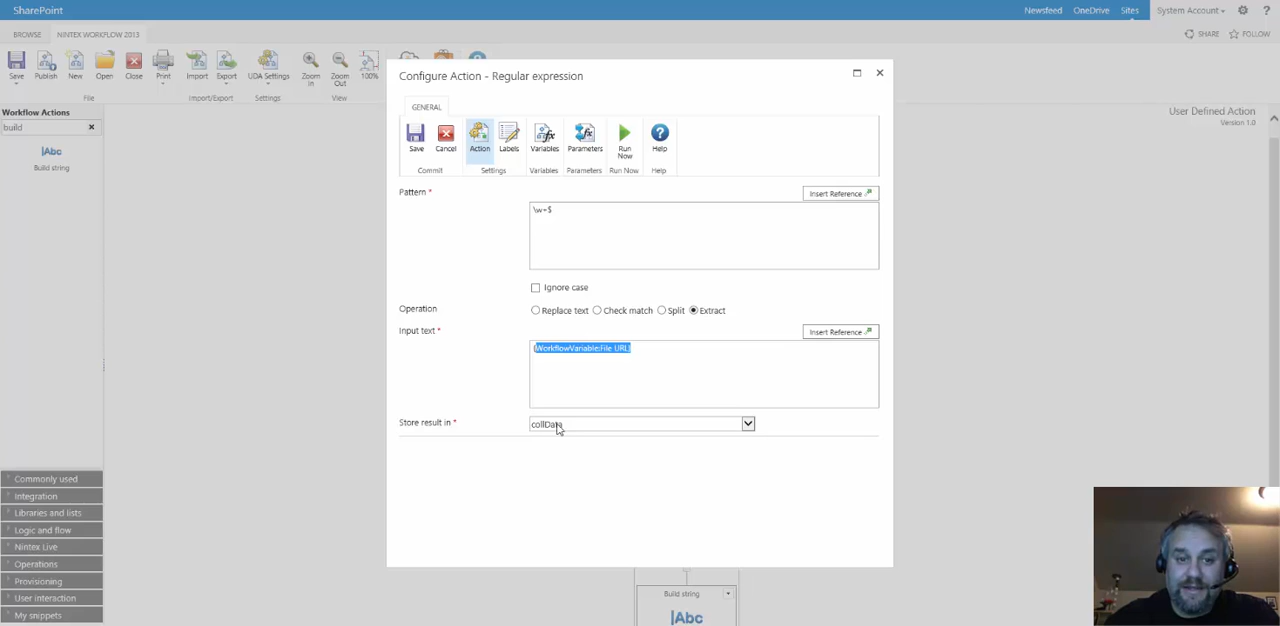 SharePoint
Newsfeed OneDrive Sites System Account ?
BROWSE NINTEX WORKFLOW 2013 SHARE FOLLOW
Save Publish New Open Close Print Import Export UDA Settings Zoom In Zoom Out 100%
File Import/Export Settings View
Workflow Actions
build
|Abc
Build string
User Defined Action
Version 1.0
Configure Action - Regular expression
GENERAL
Save Cancel Action Labels Variables Parameters Run Now Help
Commit Settings Variables Parameters Run Now Help
Pattern *
Insert Reference
\w+$
Ignore case
Operation
Replace text Check match Split Extract
Input text *
Insert Reference
{WorkflowVariable:File URL}
Store result in *
collData
Commonly used
Integration
Libraries and lists
Logic and flow
Nintex Live
Operations
Provisioning
User interaction
My snippets
Build string
|Abc